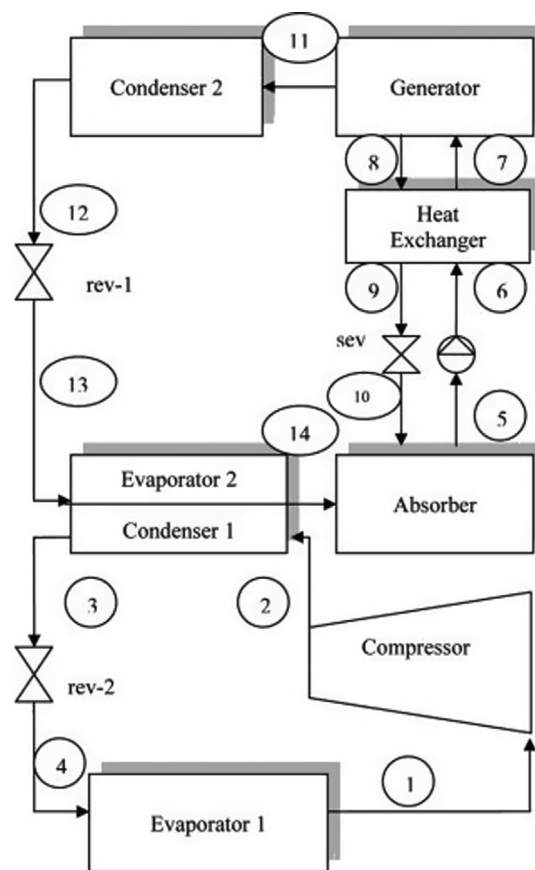 11
Condenser 2
Generator
8
7
12
Heat
Exchanger
rev-1
9
6
sev
13
10
5
14
Evaporator 2
Condenser 1
Absorber
3
2
Compressor
rev-2
4
1
Evaporator 1